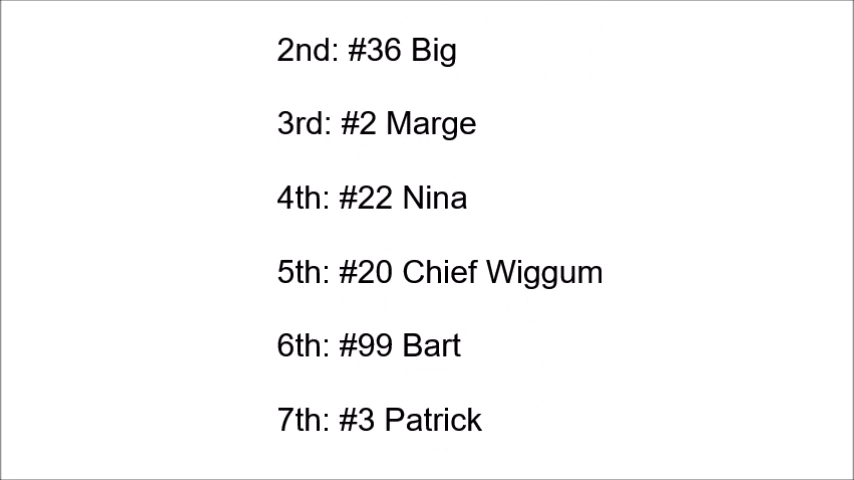 2nd: #36 Big
3rd: #2 Marge
4th: #22 Nina
5th: #20 Chief Wiggum
6th: #99 Bart
7th: #3 Patrick